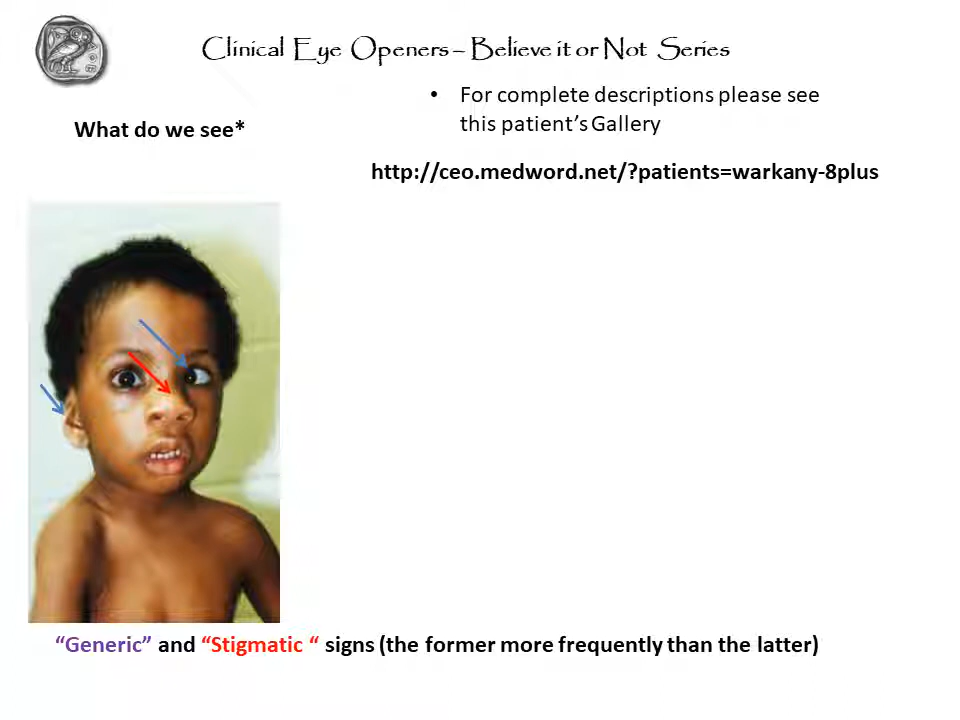 Clinical Eye Openers – Believe it or Not Series
• For complete descriptions please see
this patient’s Gallery
What do we see*
http://ceo.medword.net/?patients=warkany-8plus
“Generic” and “Stigmatic “ signs (the former more frequently than the latter)